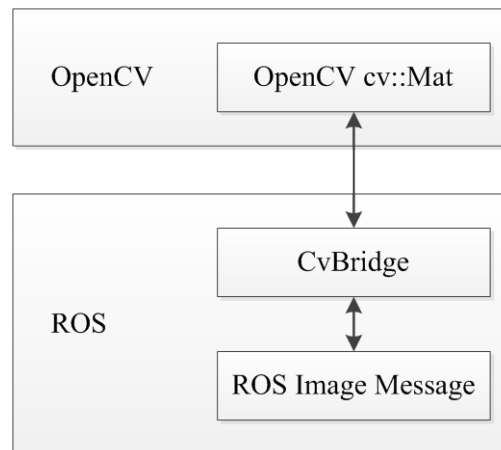 OpenCV
OpenCV cv::Mat
ROS
CvBridge
ROS Image Message